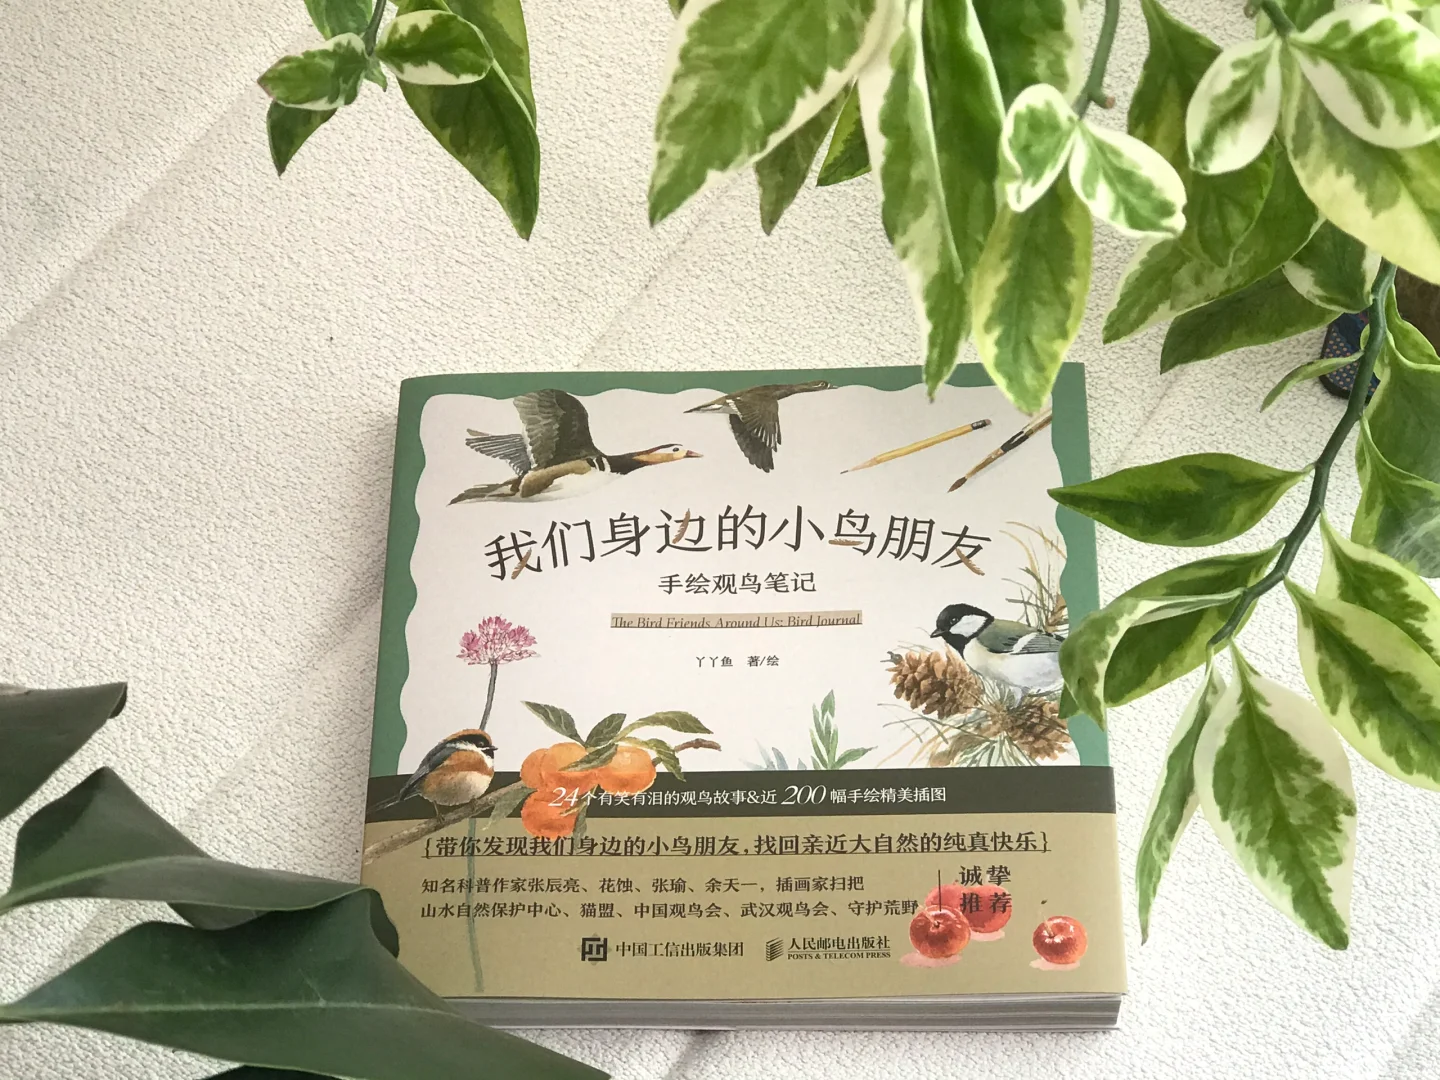 我们身边的小鸟朋友
手绘观鸟笔记
The Bird Friends Around Us: Bird Journal
丫丫鱼 著/绘
24个有笑有泪的观鸟故事&近200幅手绘精美插图
{带你发现我们身边的小鸟朋友,找回亲近大自然的纯真快乐}
知名科普作家张辰亮、花蚀、张瑜、余天一，插画家扫把
山水自然保护中心、猫盟、中国观鸟会、武汉观鸟会、守护荒野
诚挚
推荐
中国工信出版集团
人民邮电出版社
POSTS & TELECOM PRESS